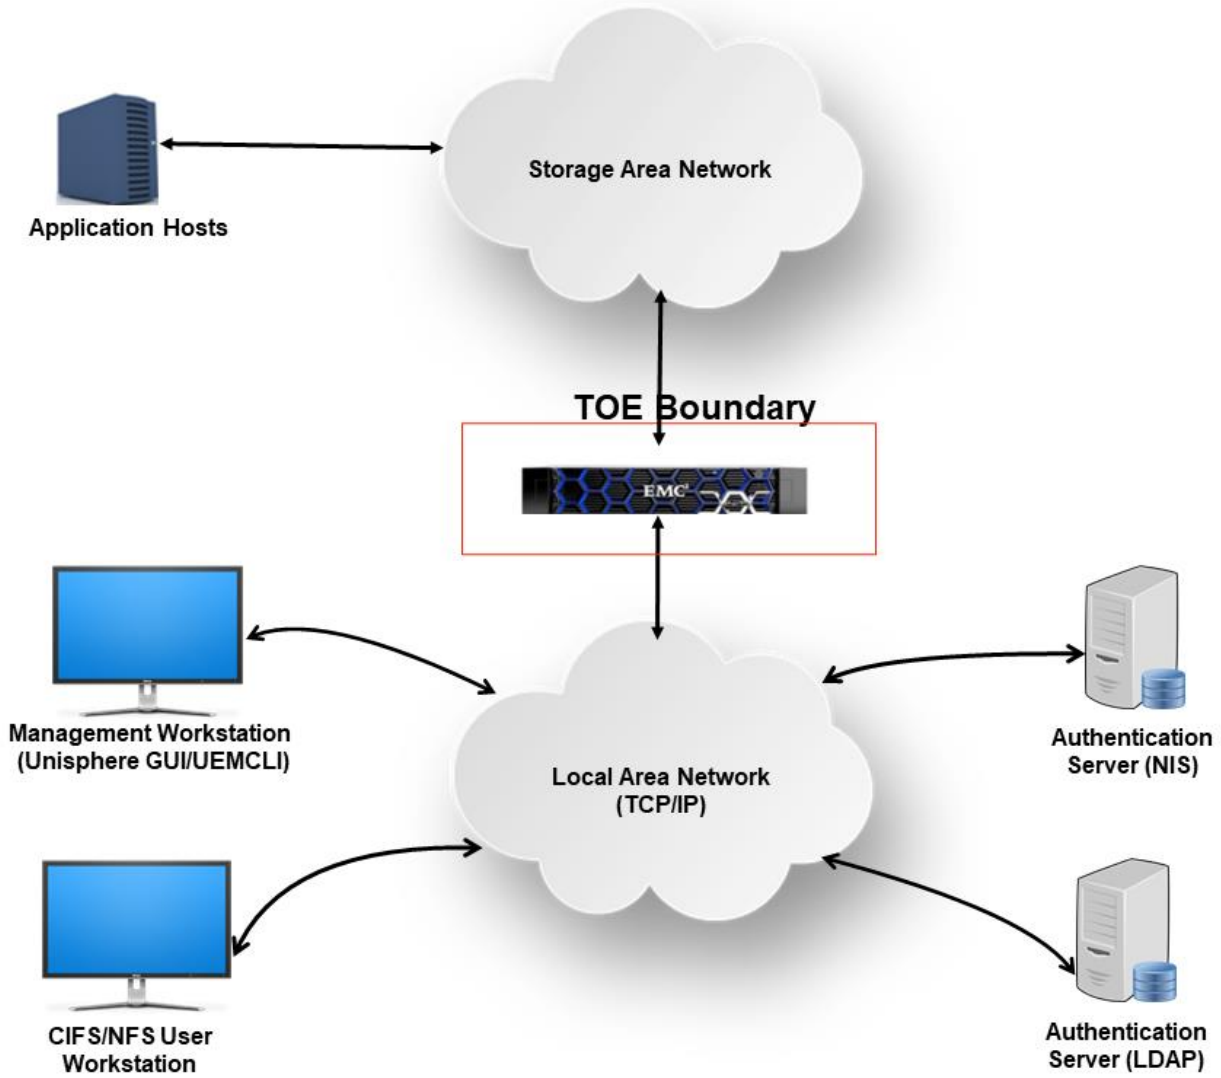 Storage Area Network
Application Hosts
TOE Boundary
EMC²
Management Workstation
(Unisphere GUI/UEMCLI)
Local Area Network
(TCP/IP)
Authentication
Server (NIS)
CIFS/NFS User
Workstation
Authentication
Server (LDAP)